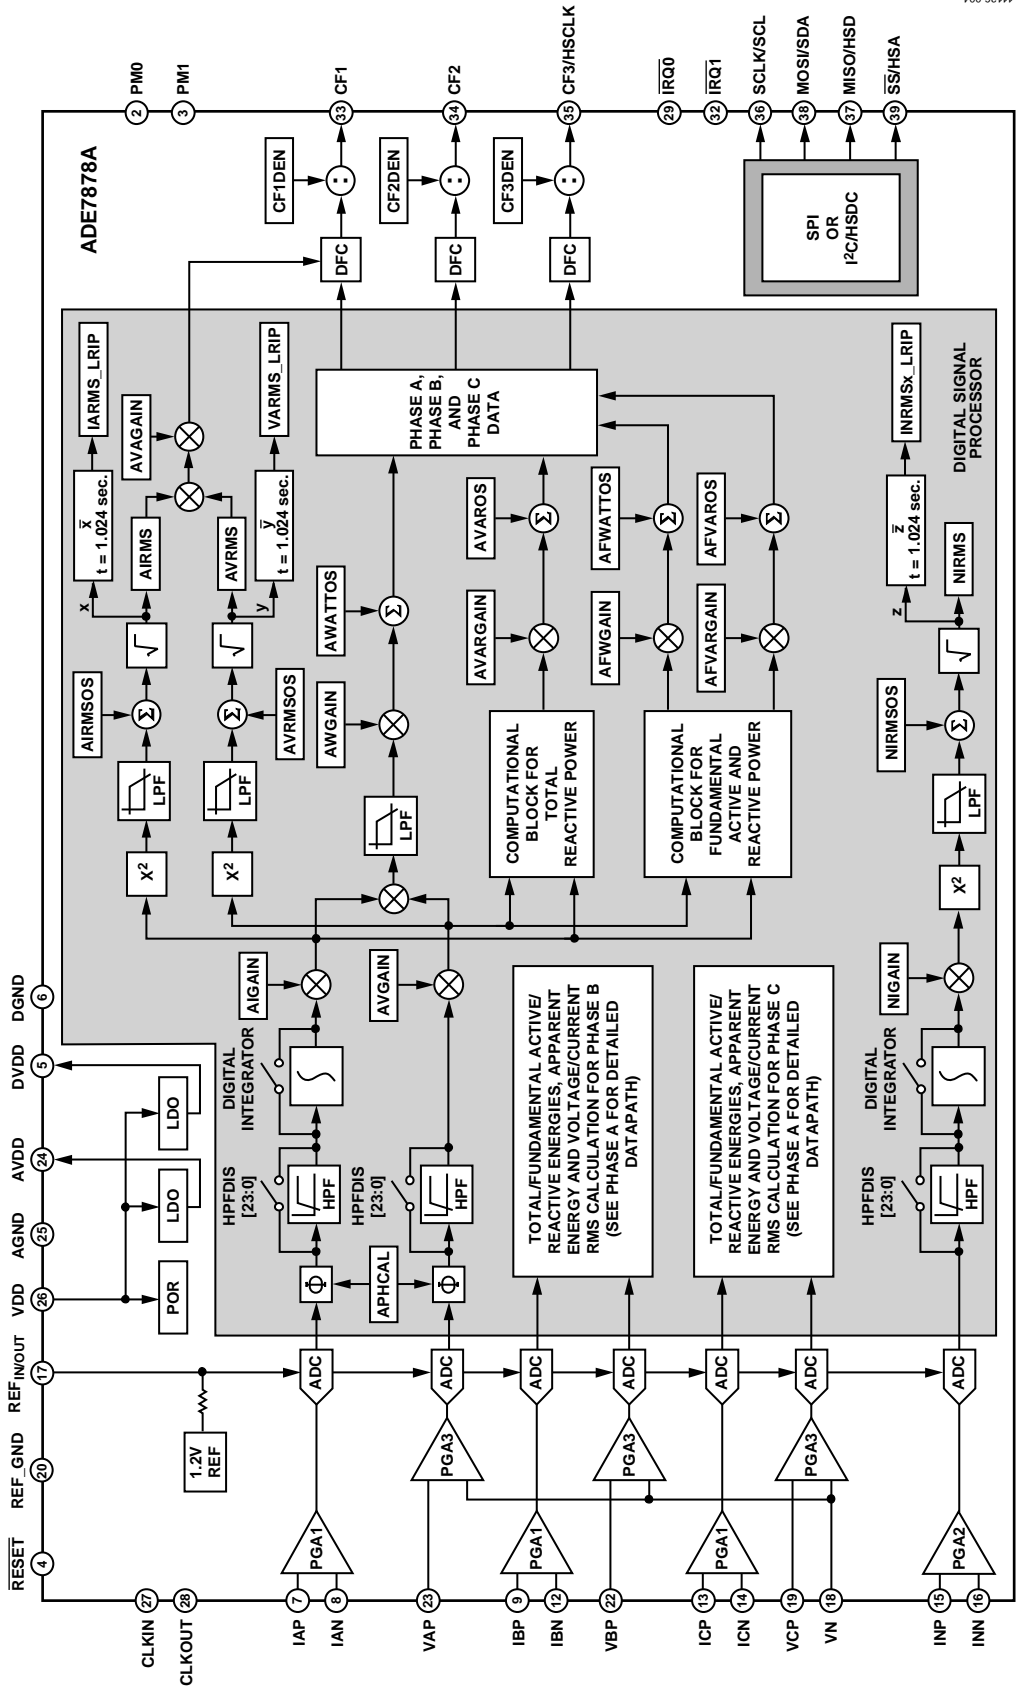 RESET
4
REF_GND
20
REF IN/OUT
17
VDD
26
AGND
25
AVDD
24
DVDD
5
DGND
6
ADE7878A
CLKIN
27
CLKOUT
28
1.2V
REF
POR
LDO
LDO
IAP
7
IAN
8
PGA1
ADC
VAP
23
PGA3
ADC
IBP
9
IBN
12
PGA1
ADC
VBP
22
PGA3
ADC
ICP
13
ICN
14
PGA1
ADC
VCP
19
VN
18
PGA3
ADC
INP
15
INN
16
PGA2
ADC
Φ
APHCAL
Φ
HPFDIS
[23:0]
HPF
DIGITAL
INTEGRATOR
AIGAIN
HPFDIS
[23:0]
HPF
AVGAIN
X²
LPF
AIRMSOS
Σ
√
x
AIRMS
x̅
t = 1.024 sec.
IARMS_LRIP
AVAGAIN
X²
LPF
AVRMSOS
Σ
√
y
AVRMS
y̅
t = 1.024 sec.
VARMS_LRIP
LPF
AWGAIN
AWATTOS
Σ
COMPUTATIONAL
BLOCK FOR
TOTAL
REACTIVE POWER
AVARGAIN
AVAROS
Σ
COMPUTATIONAL
BLOCK FOR
FUNDAMENTAL
ACTIVE AND
REACTIVE POWER
AFWGAIN
AFWATTOS
Σ
AFVARGAIN
AFVAROS
Σ
PHASE A,
PHASE B,
AND
PHASE C
DATA
TOTAL/FUNDAMENTAL ACTIVE/
REACTIVE ENERGIES, APPARENT
ENERGY AND VOLTAGE/CURRENT
RMS CALCULATION FOR PHASE B
(SEE PHASE A FOR DETAILED
DATAPATH)
TOTAL/FUNDAMENTAL ACTIVE/
REACTIVE ENERGIES, APPARENT
ENERGY AND VOLTAGE/CURRENT
RMS CALCULATION FOR PHASE C
(SEE PHASE A FOR DETAILED
DATAPATH)
HPFDIS
[23:0]
HPF
DIGITAL
INTEGRATOR
NIGAIN
X²
LPF
NIRMSOS
Σ
√
z
NIRMS
z̅
t = 1.024 sec.
INRMSx_LRIP
DIGITAL SIGNAL
PROCESSOR
DFC
CF1DEN
:
DFC
CF2DEN
:
DFC
CF3DEN
:
SPI
OR
I²C/HSDC
2
PM0
3
PM1
33
CF1
34
CF2
35
CF3/HSCLK
29
IRQ0
32
IRQ1
36
SCLK/SCL
38
MOSI/SDA
37
MISO/HSD
39
SS/HSA